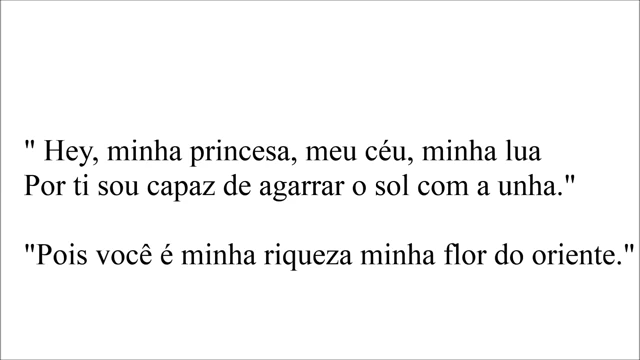 " Hey, minha princesa, meu céu, minha lua
Por ti sou capaz de agarrar o sol com a unha."
"Pois você é minha riqueza minha flor do oriente."